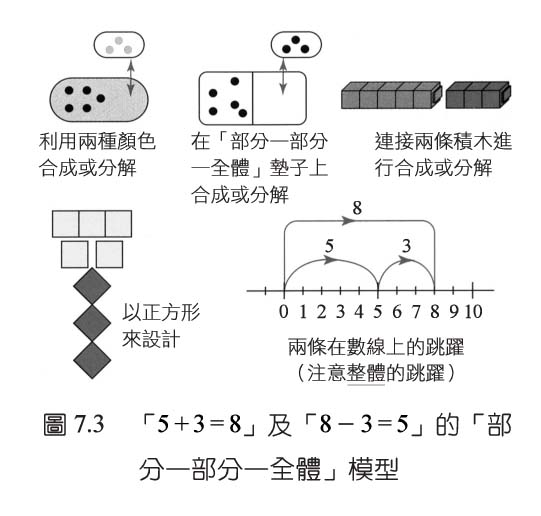 利用兩種顏色
合成或分解
在「部分—部分
—全體」墊子上
合成或分解
連接兩條積木進
行合成或分解
以正方形
來設計
8
5 3
0 1 2 3 4 5 6 7 8 9 10
兩條在數線上的跳躍
（注意整體的跳躍）
圖 7.3 「5+3=8」及「8－3=5」的「部
分—部分—全體」模型